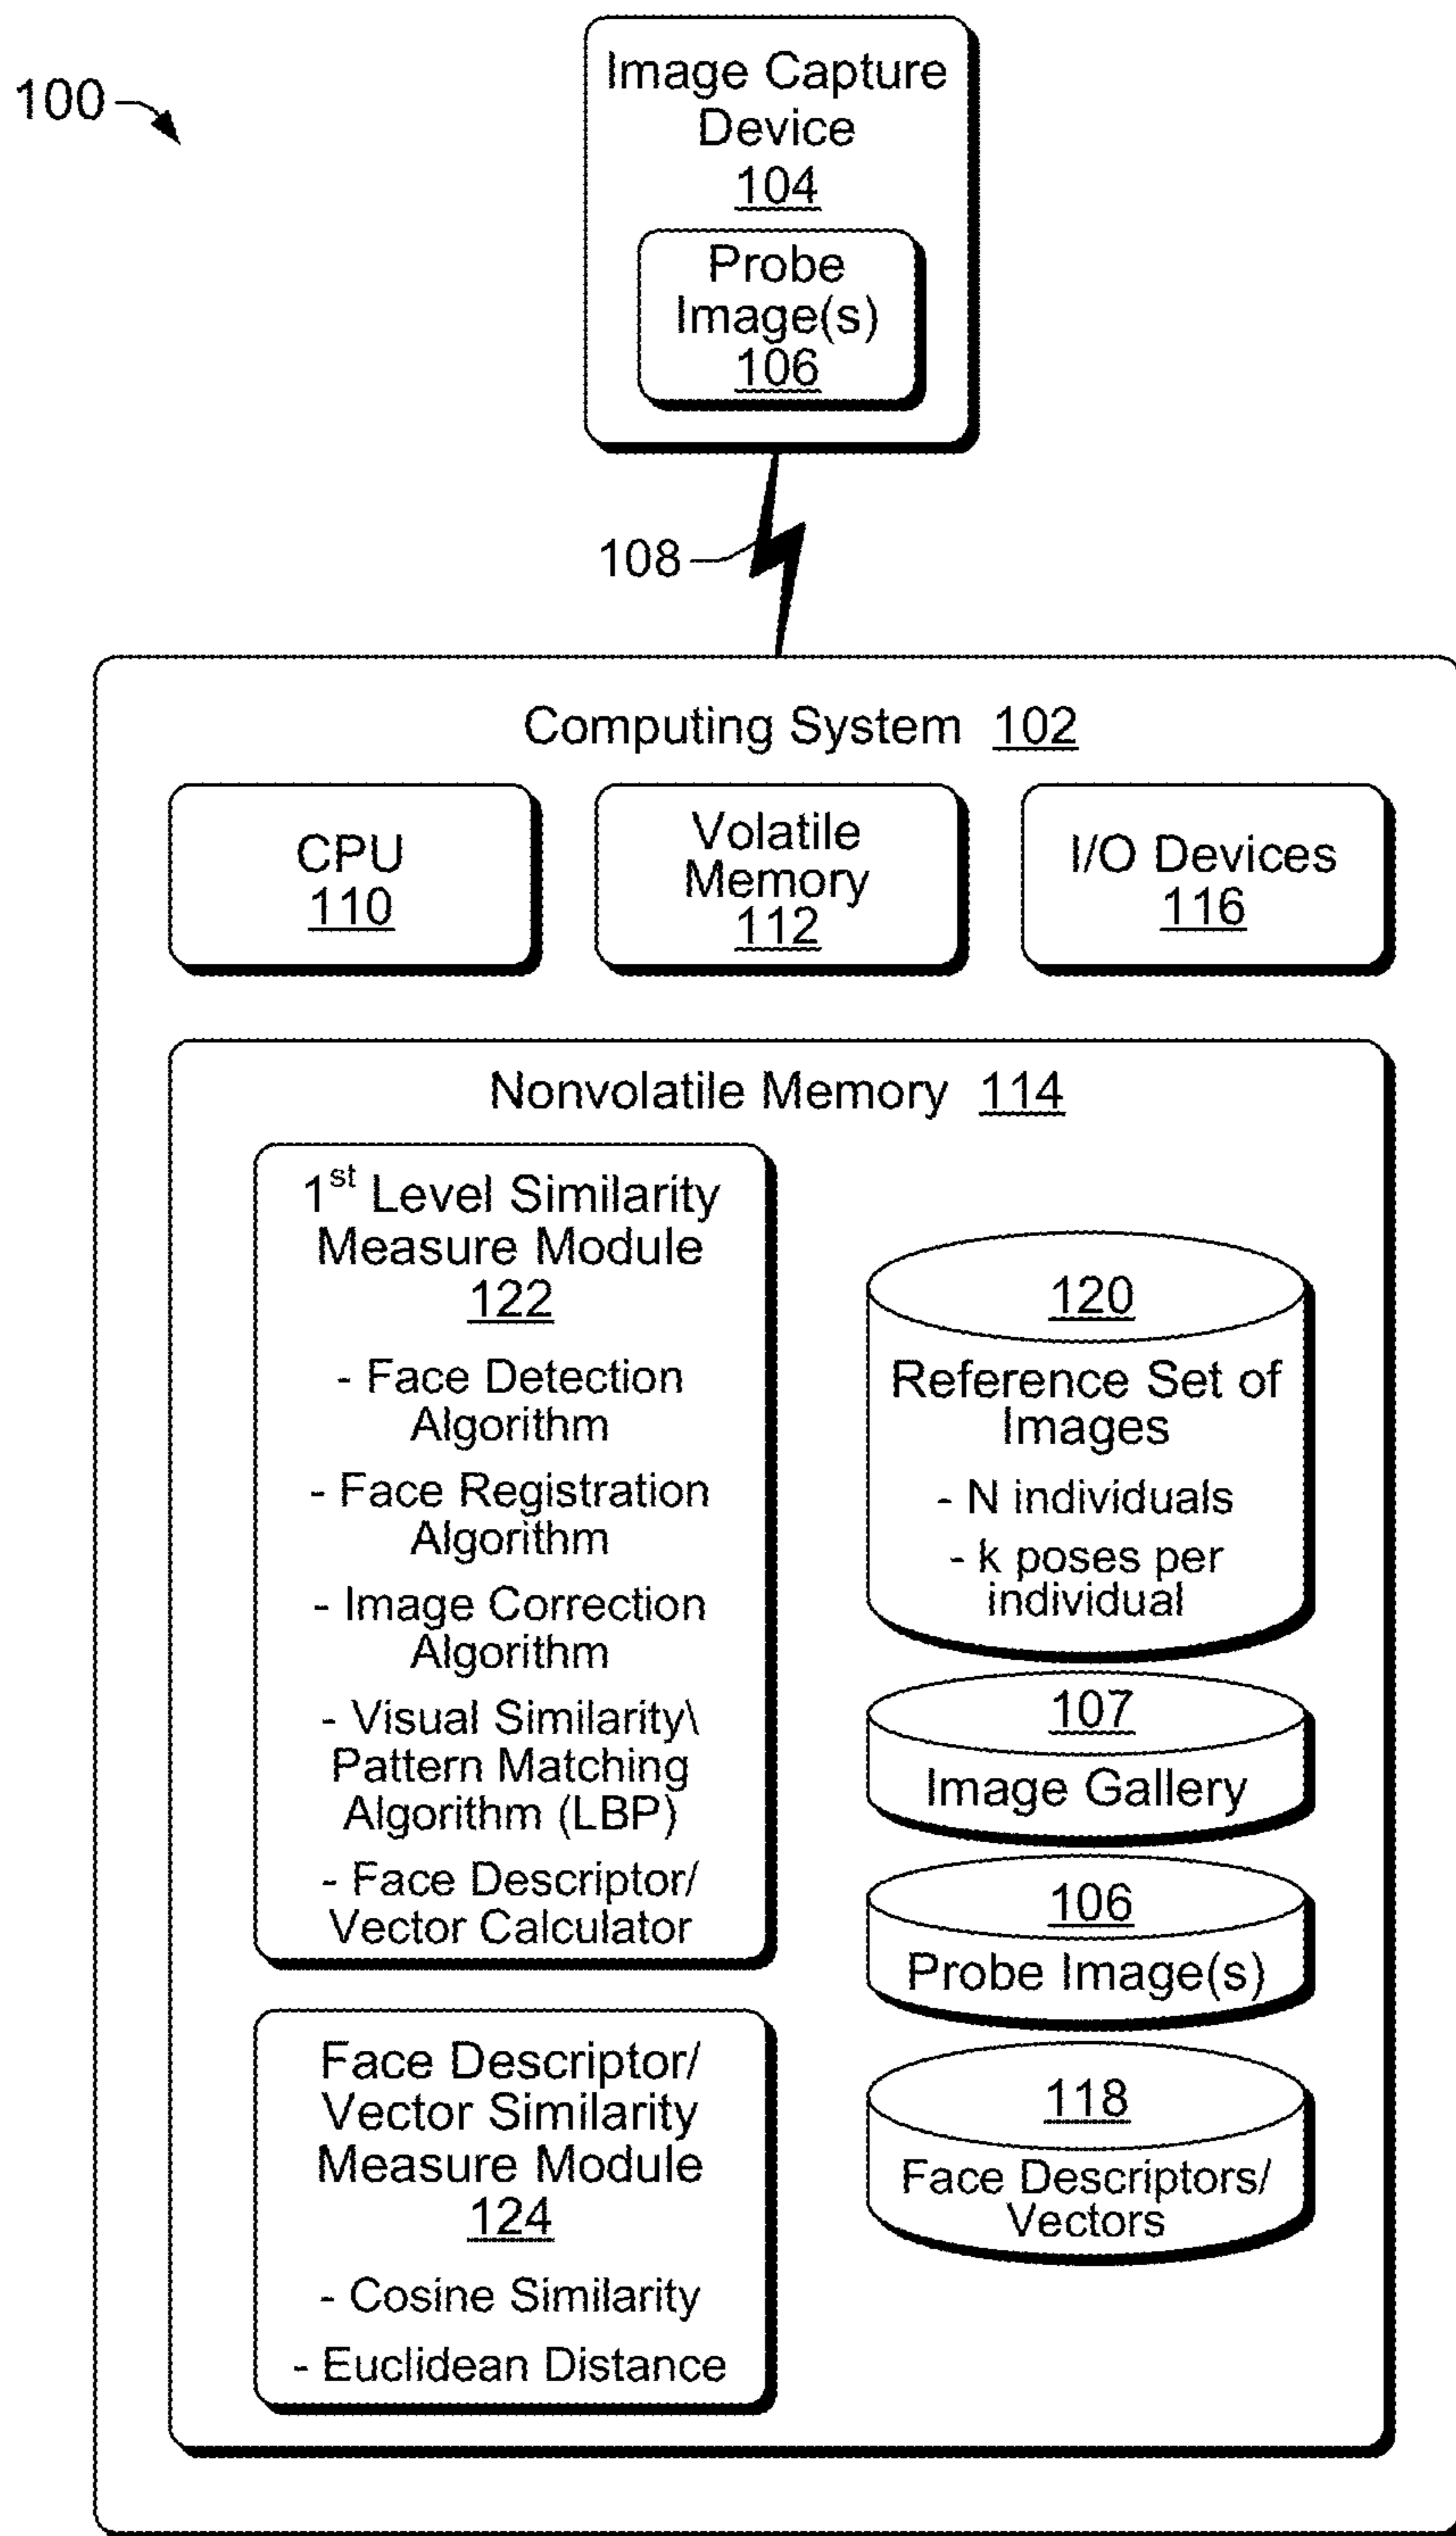 100
Image Capture
Device
104
Probe
Image(s)
106
108
Computing System 102
CPU
110
Volatile
Memory
112
I/O Devices
116
Nonvolatile Memory 114
1st Level Similarity
Measure Module
122
- Face Detection
Algorithm
- Face Registration
Algorithm
- Image Correction
Algorithm
- Visual Similarity\
Pattern Matching
Algorithm (LBP)
- Face Descriptor/
Vector Calculator
Face Descriptor/
Vector Similarity
Measure Module
124
- Cosine Similarity
- Euclidean Distance
120
Reference Set of
Images
- N individuals
- k poses per
individual
107
Image Gallery
106
Probe Image(s)
118
Face Descriptors/
Vectors